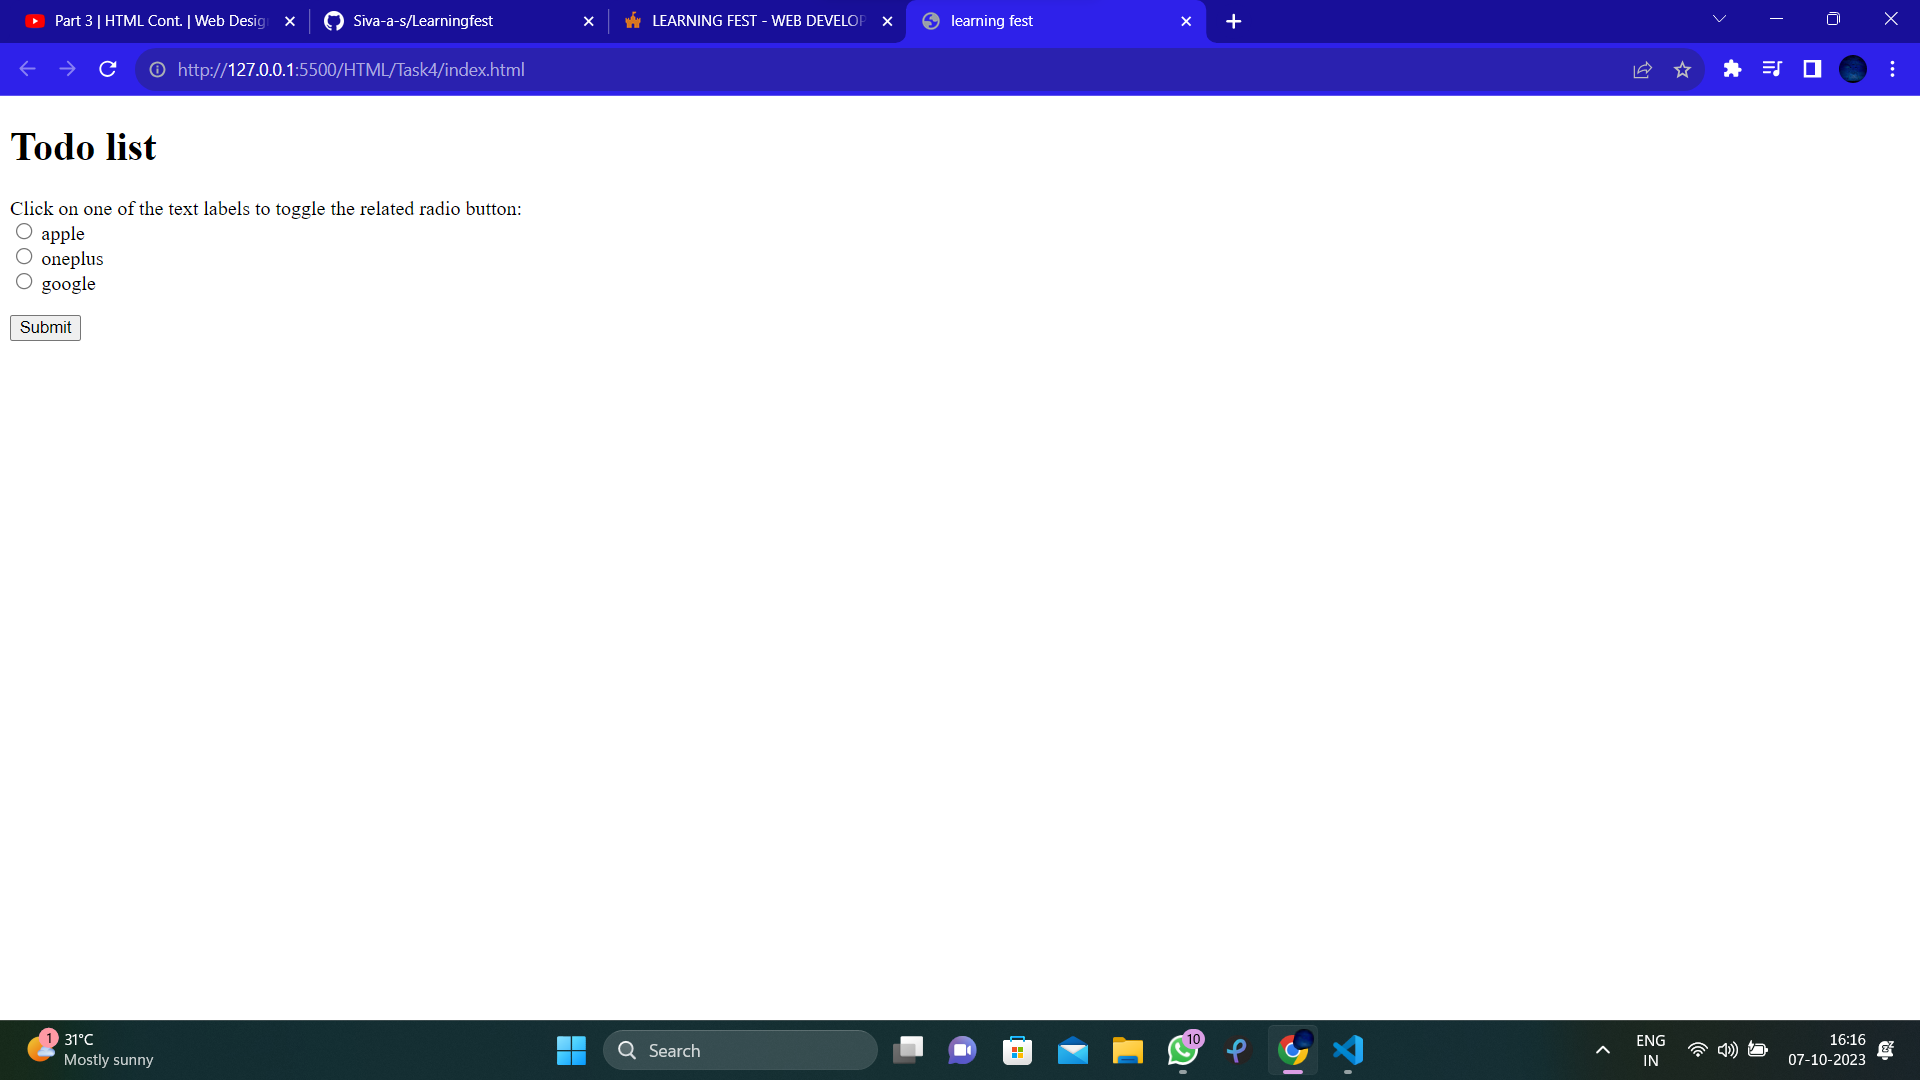 Part 3 | HTML Cont. | Web Desig
Siva-a-s/Learningfest
LEARNING FEST - WEB DEVELOP
learning fest
http://127.0.0.1:5500/HTML/Task4/index.html
Todo list
Click on one of the text labels to toggle the related radio button:
apple
oneplus
google
Submit
1
31°C
Mostly sunny
Search
10
ENG
IN
16:16
07-10-2023